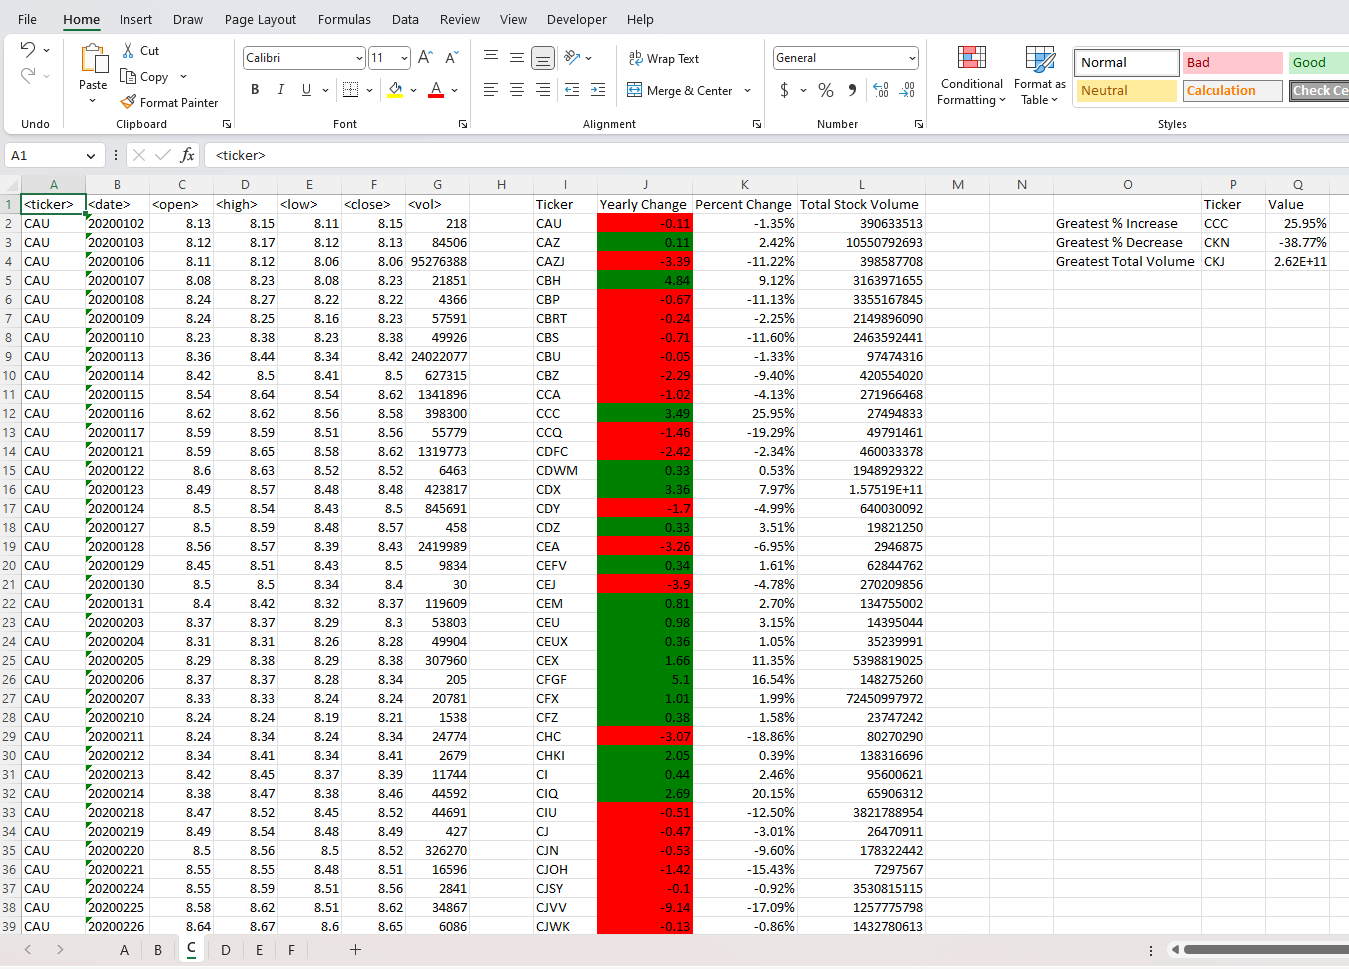 File Home Insert Draw Page Layout Formulas Data Review View Developer Help
Paste
Cut
Copy
Format Painter
Calibri 11
B I U
Wrap Text
Merge & Center
General
Conditional Formatting
Format as Table
Normal Bad Good
Neutral Calculation Check Ce
Undo Clipboard Font Alignment Number Styles
A1 fx <ticker>
A B C D E F G H I J K L M N O P Q
1 <ticker> <date> <open> <high> <low> <close> <vol> Ticker Yearly Change Percent Change Total Stock Volume Ticker Value
2 CAU 20200102 8.13 8.15 8.11 8.15 218 CAU -0.11 -1.35% 390633513 Greatest % Increase CCC 25.95%
3 CAU 20200103 8.12 8.17 8.12 8.13 84506 CAZ 0.11 2.42% 10550792693 Greatest % Decrease CKN -38.77%
4 CAU 20200106 8.11 8.12 8.06 8.06 95276388 CAZJ -3.39 -11.22% 398587708 Greatest Total Volume CKJ 2.62E+11
5 CAU 20200107 8.08 8.23 8.08 8.23 21851 CBH 4.84 9.12% 3163971655
6 CAU 20200108 8.24 8.27 8.22 8.22 4366 CBP -0.67 -11.13% 3355167845
7 CAU 20200109 8.24 8.25 8.16 8.23 57591 CBRT -0.24 -2.25% 2149896090
8 CAU 20200110 8.23 8.38 8.23 8.38 49926 CBS -0.71 -11.60% 2463592441
9 CAU 20200113 8.36 8.44 8.34 8.42 24022077 CBU -0.05 -1.33% 97474316
10 CAU 20200114 8.42 8.5 8.41 8.5 627315 CBZ -2.29 -9.40% 420554020
11 CAU 20200115 8.54 8.64 8.54 8.62 1341896 CCA -1.02 -4.13% 271966468
12 CAU 20200116 8.62 8.62 8.56 8.58 398300 CCC 3.49 25.95% 27494833
13 CAU 20200117 8.59 8.59 8.51 8.56 55779 CCQ -1.46 -19.29% 49791461
14 CAU 20200121 8.59 8.65 8.58 8.62 1319773 CDFC -2.42 -2.34% 460033378
15 CAU 20200122 8.6 8.63 8.52 8.52 6463 CDWM 0.33 0.53% 1948929322
16 CAU 20200123 8.49 8.57 8.48 8.48 423817 CDX 3.36 7.97% 1.57519E+11
17 CAU 20200124 8.5 8.54 8.43 8.5 845691 CDY -1.7 -4.99% 640030092
18 CAU 20200127 8.5 8.59 8.48 8.57 458 CDZ 0.33 3.51% 19821250
19 CAU 20200128 8.56 8.57 8.39 8.43 2419989 CEA -3.26 -6.95% 2946875
20 CAU 20200129 8.45 8.51 8.43 8.5 9834 CEFV 0.34 1.61% 62844762
21 CAU 20200130 8.5 8.5 8.34 8.4 30 CEJ -3.9 -4.78% 270209856
22 CAU 20200131 8.4 8.42 8.32 8.37 119609 CEM 0.81 2.70% 134755002
23 CAU 20200203 8.37 8.37 8.29 8.3 53803 CEU 0.98 3.15% 14395044
24 CAU 20200204 8.31 8.31 8.26 8.28 49904 CEUX 0.36 1.05% 35239991
25 CAU 20200205 8.29 8.38 8.29 8.38 307960 CEX 1.66 11.35% 5398819025
26 CAU 20200206 8.37 8.37 8.28 8.34 205 CFGF 5.1 16.54% 148275260
27 CAU 20200207 8.33 8.33 8.24 8.24 20781 CFX 1.01 1.99% 72450997972
28 CAU 20200210 8.24 8.24 8.19 8.21 1538 CFZ 0.38 1.58% 23747242
29 CAU 20200211 8.24 8.34 8.24 8.34 24774 CHC -3.07 -18.86% 80270290
30 CAU 20200212 8.34 8.41 8.34 8.41 2679 CHKI 2.05 0.39% 138316696
31 CAU 20200213 8.42 8.45 8.37 8.39 11744 CI 0.44 2.46% 95600621
32 CAU 20200214 8.38 8.47 8.38 8.46 44592 CIQ 2.69 20.15% 65906312
33 CAU 20200218 8.47 8.52 8.45 8.52 44691 CIU -0.51 -12.50% 3821788954
34 CAU 20200219 8.49 8.54 8.48 8.49 427 CJ -0.47 -3.01% 26470911
35 CAU 20200220 8.5 8.56 8.5 8.52 326270 CJN -0.53 -9.60% 178322442
36 CAU 20200221 8.55 8.55 8.48 8.51 16596 CJOH -1.42 -15.43% 7297567
37 CAU 20200224 8.55 8.59 8.51 8.56 2841 CJSY -0.1 -0.92% 3530815115
38 CAU 20200225 8.58 8.62 8.51 8.62 34867 CJVV -9.14 -17.09% 1257775798
39 CAU 20200226 8.64 8.67 8.6 8.65 6086 CJWK -0.13 -0.86% 1432780613
A B C D E F